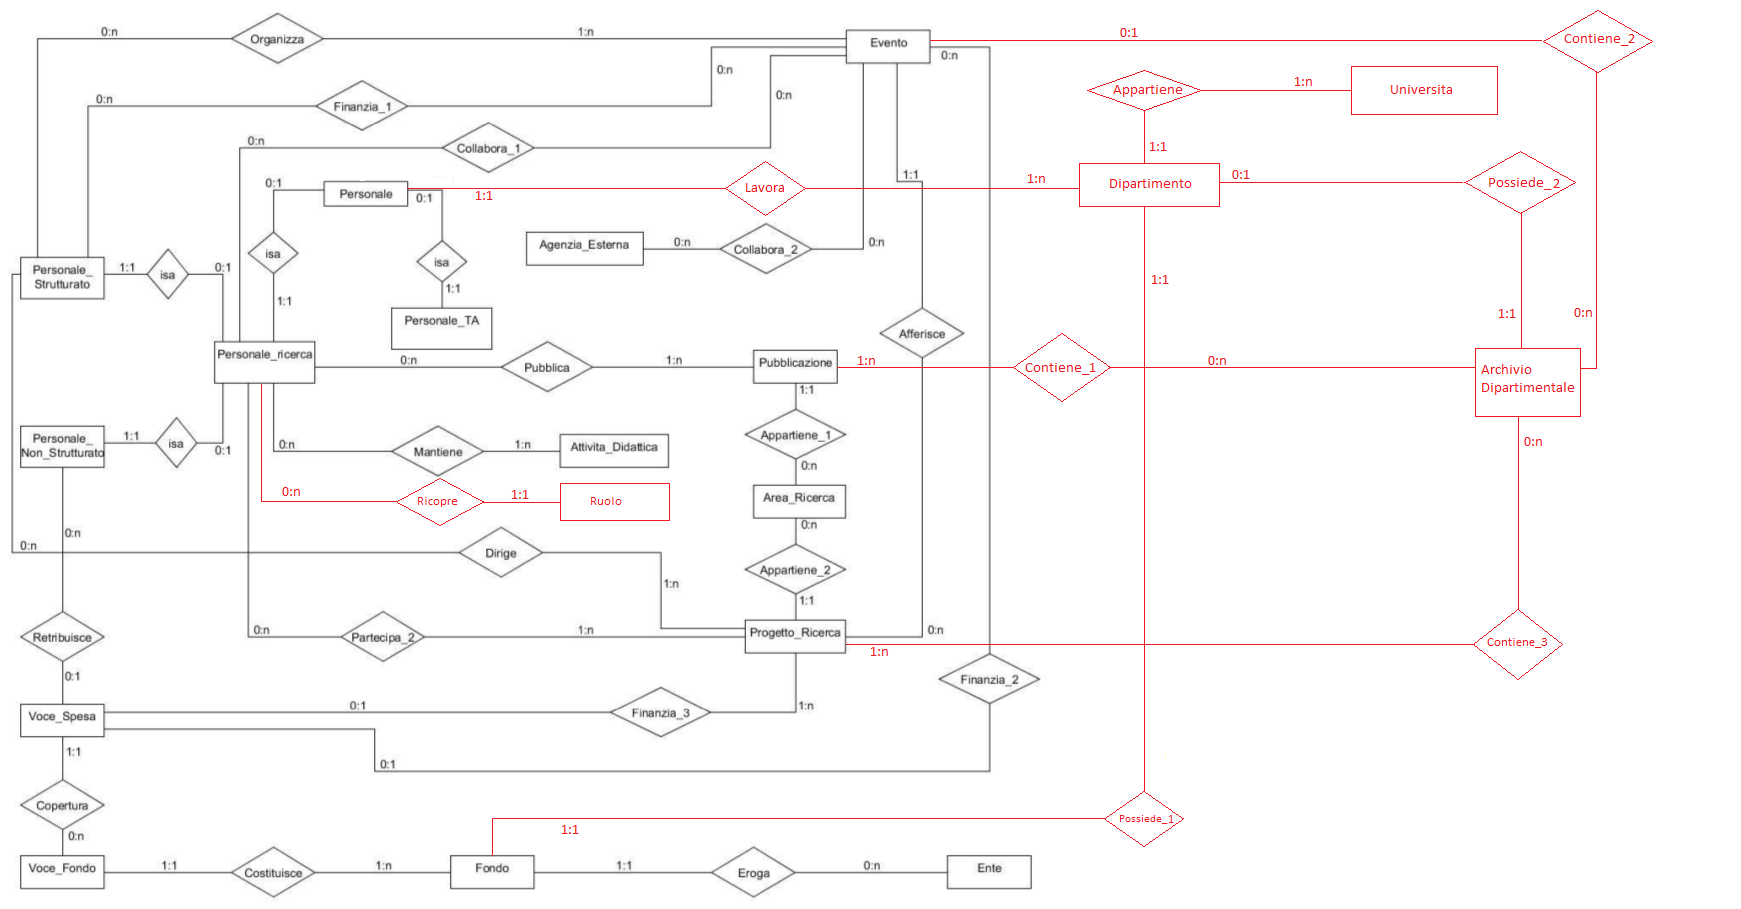 0:n
Organizza
1:n
Evento
0:1
Contiene_2
0:n
0:n
0:n
Finanzia_1
0:n
Appartiene
1:n
Universita
0:n
Collabora_1
1:1
0:1
Personale
0:1
1:1
Lavora
1:n
Dipartimento
0:1
Possiede_2
1:1
Agenzia_Esterna
0:n
Collabora_2
0:n
isa
isa
Personale_
Strutturato
1:1
isa
0:1
1:1
1:1
1:1
Personale_TA
1:1
0:n
Afferisce
Personale_ricerca
0:n
Pubblica
1:n
Pubblicazione
1:n
Contiene_1
0:n
Archivio
Dipartimentale
1:1
Personale_
Non_Strutturato
1:1
isa
0:1
0:n
Mantiene
1:n
Attivita_Didattica
Appartiene_1
0:n
0:n
0:n
Ricopre
1:1
Ruolo
Area_Ricerca
0:n
0:n
0:n
Dirige
1:n
Appartiene_2
1:1
Retribuisce
0:n
Partecipa_2
1:n
Progetto_Ricerca
0:n
1:n
Contiene_3
0:1
Finanzia_2
Voce_Spesa
0:1
Finanzia_3
1:n
1:1
0:1
Copertura
1:1
Possiede_1
0:n
Voce_Fondo
1:1
Costituisce
1:n
Fondo
1:1
Eroga
0:n
Ente